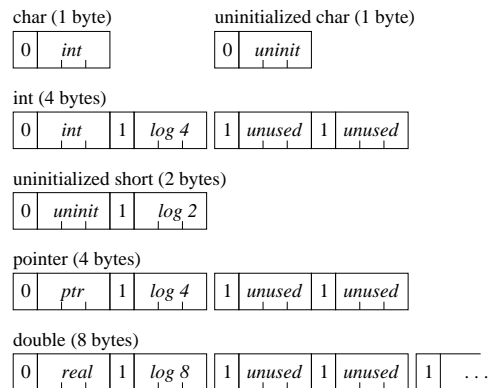 char (1 byte) uninitialized char (1 byte)
0 int 0 uninit
int (4 bytes)
0 int 1 log 4 1 unused 1 unused
uninitialized short (2 bytes)
0 uninit 1 log 2
pointer (4 bytes)
0 ptr 1 log 4 1 unused 1 unused
double (8 bytes)
0 real 1 log 8 1 unused 1 unused 1 . . .